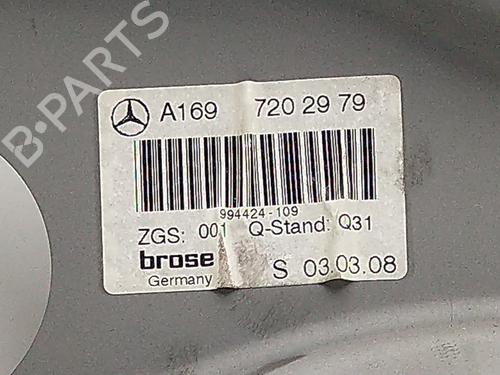 B-PARTS
A169 720 29 79
994424-109
ZGS: 001 Q-Stand: Q31
brose S 03.03.08
Germany